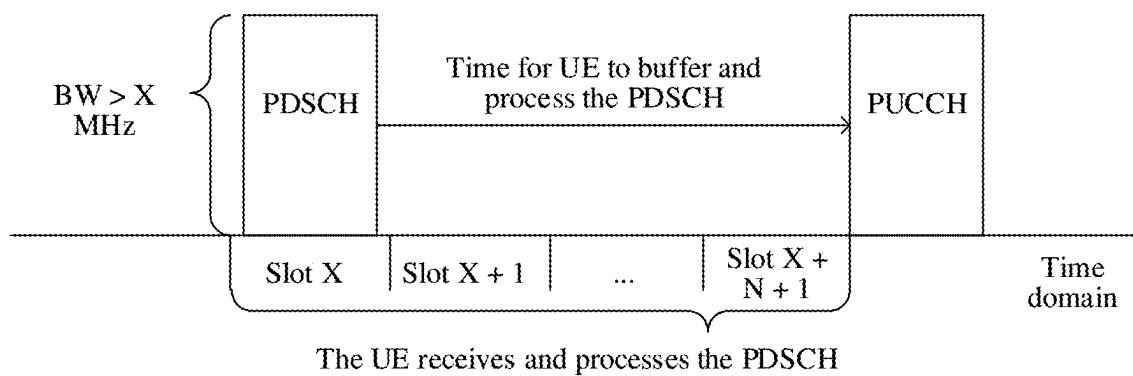 BW > X
MHz
PDSCH
Time for UE to buffer and
process the PDSCH
PUCCH
Slot X
Slot X + 1
...
Slot X +
N + 1
Time
domain
The UE receives and processes the PDSCH